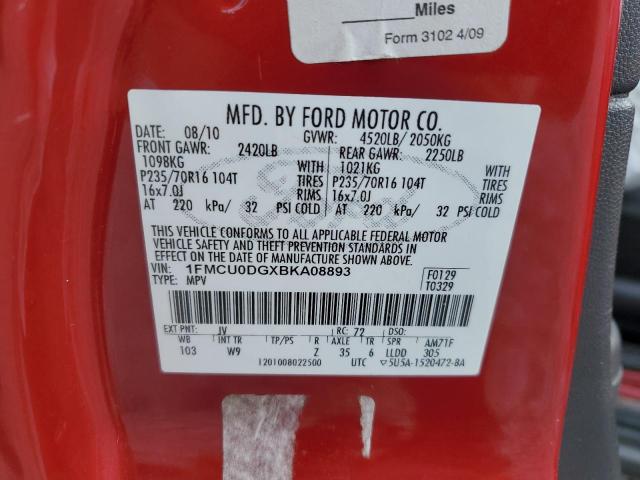 Miles
Form 3102 4/09
MFD. BY FORD MOTOR CO.
DATE: 08/10 GVWR: 4520LB/ 2050KG
FRONT GAWR: 2420LB REAR GAWR: 2250LB
1098KG WITH 1021KG WITH
P235/70R16 104T TIRES P235/70R16 104T TIRES
16x7.0J RIMS 16x7.0J RIMS
AT 220 kPa/ 32 PSI COLD AT 220 kPa/ 32 PSI COLD
THIS VEHICLE CONFORMS TO ALL APPLICABLE FEDERAL MOTOR
VEHICLE SAFETY AND THEFT PREVENTION STANDARDS IN
EFFECT ON THE DATE OF MANUFACTURE SHOWN ABOVE.
VIN: 1FMCU0DGXBKA08893 F0129
TYPE: MPV T0329
EXT PNT: JV RC: 72 DSO:
WB INT TR TP/PS R AXLE TR SPR AM71F
103 W9 Z 35 6 LLDD 305
1201008022500 UTC 5U5A-1520472-BA